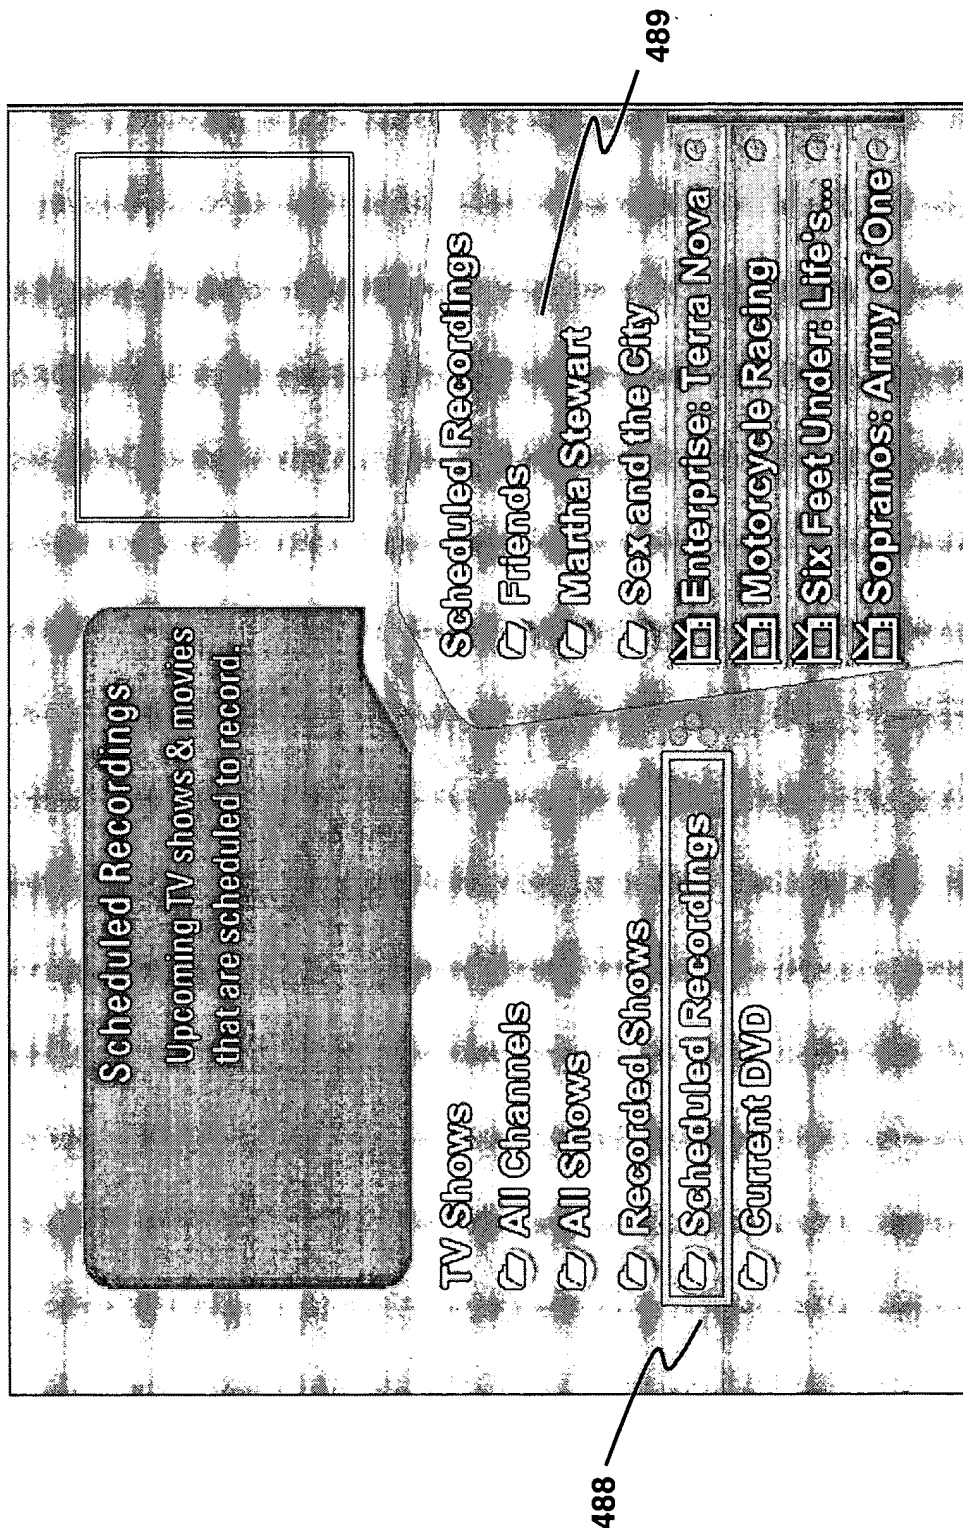 Scheduled Recordings
Upcoming TV shows & movies
that are scheduled to record.
TV Shows
All Channels
All Shows
Recorded Shows
Scheduled Recordings
Current DVD
Scheduled Recordings
Friends
Martha Stewart
Sex and the City
Enterprise: Terra Nova
Motorcycle Racing
Six Feet Under: Life's...
Sopranos: Army of One
488
489